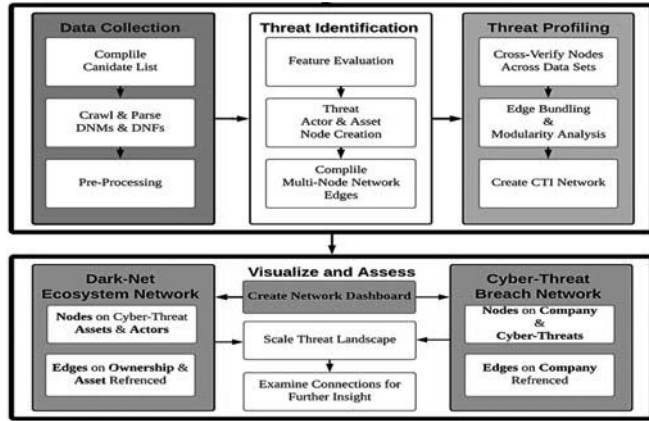 Data Collection
Complile
Canidate List
Crawl & Parse
DNMs & DNFs
Pre-Processing
Threat Identification
Feature Evaluation
Threat
Actor & Asset
Node Creation
Complile
Multi-Node Network
Edges
Threat Profiling
Cross-Verify Nodes
Across Data Sets
Edge Bundling
&
Modularity Analysis
Create CTI Network
Dark-Net
Ecosystem Network
Nodes on Cyber-Threat
Assets & Actors
Edges on Ownership &
Asset Refrenced
Visualize and Assess
Create Network Dashboard
Scale Threat Landscape
Examine Connections for
Further Insight
Cyber-Threat
Breach Network
Nodes on Company
&
Cyber-Threats
Edges on Company
Refrenced